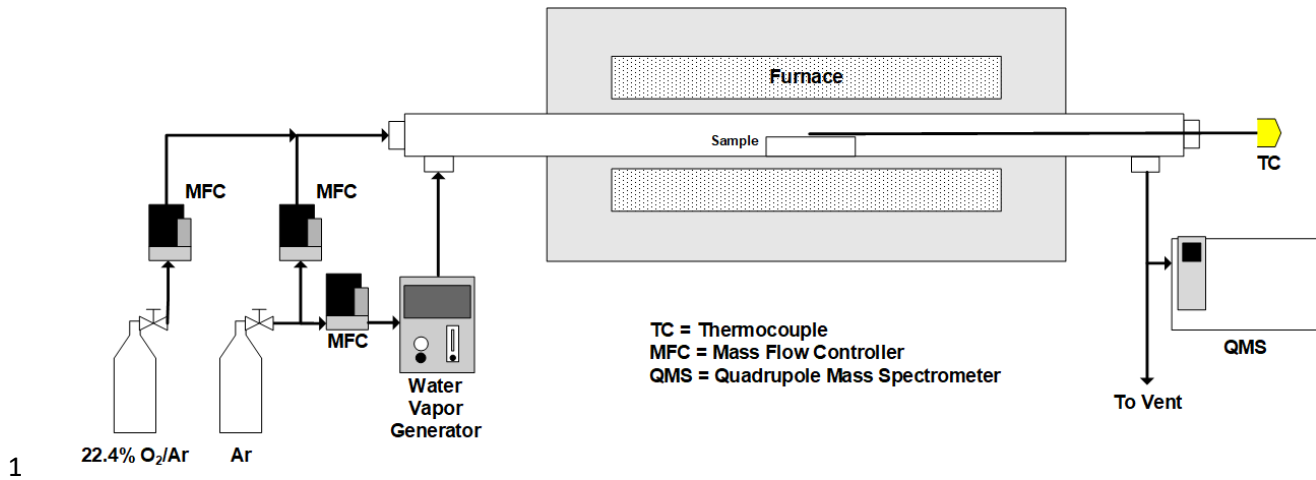 Furnace
Sample
TC
MFC
MFC
MFC
Water
Vapor
Generator
TC = Thermocouple
MFC = Mass Flow Controller
QMS = Quadrupole Mass Spectrometer
QMS
To Vent
22.4% O₂/Ar
Ar
1